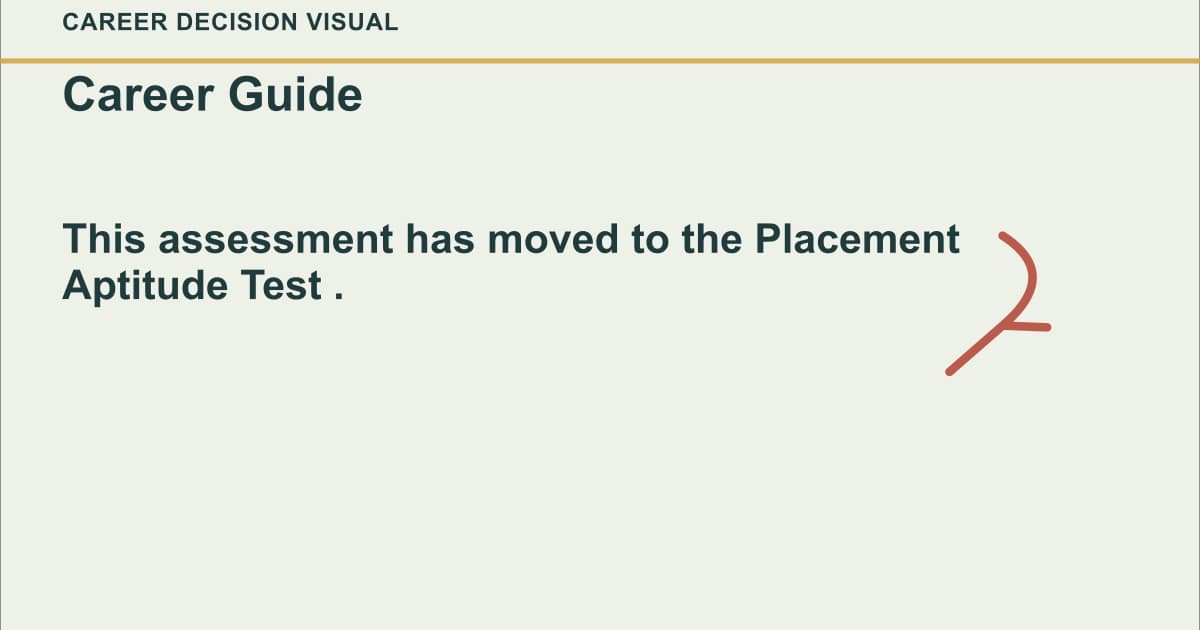 CAREER DECISION VISUAL
Career Guide
This assessment has moved to the Placement
Aptitude Test .